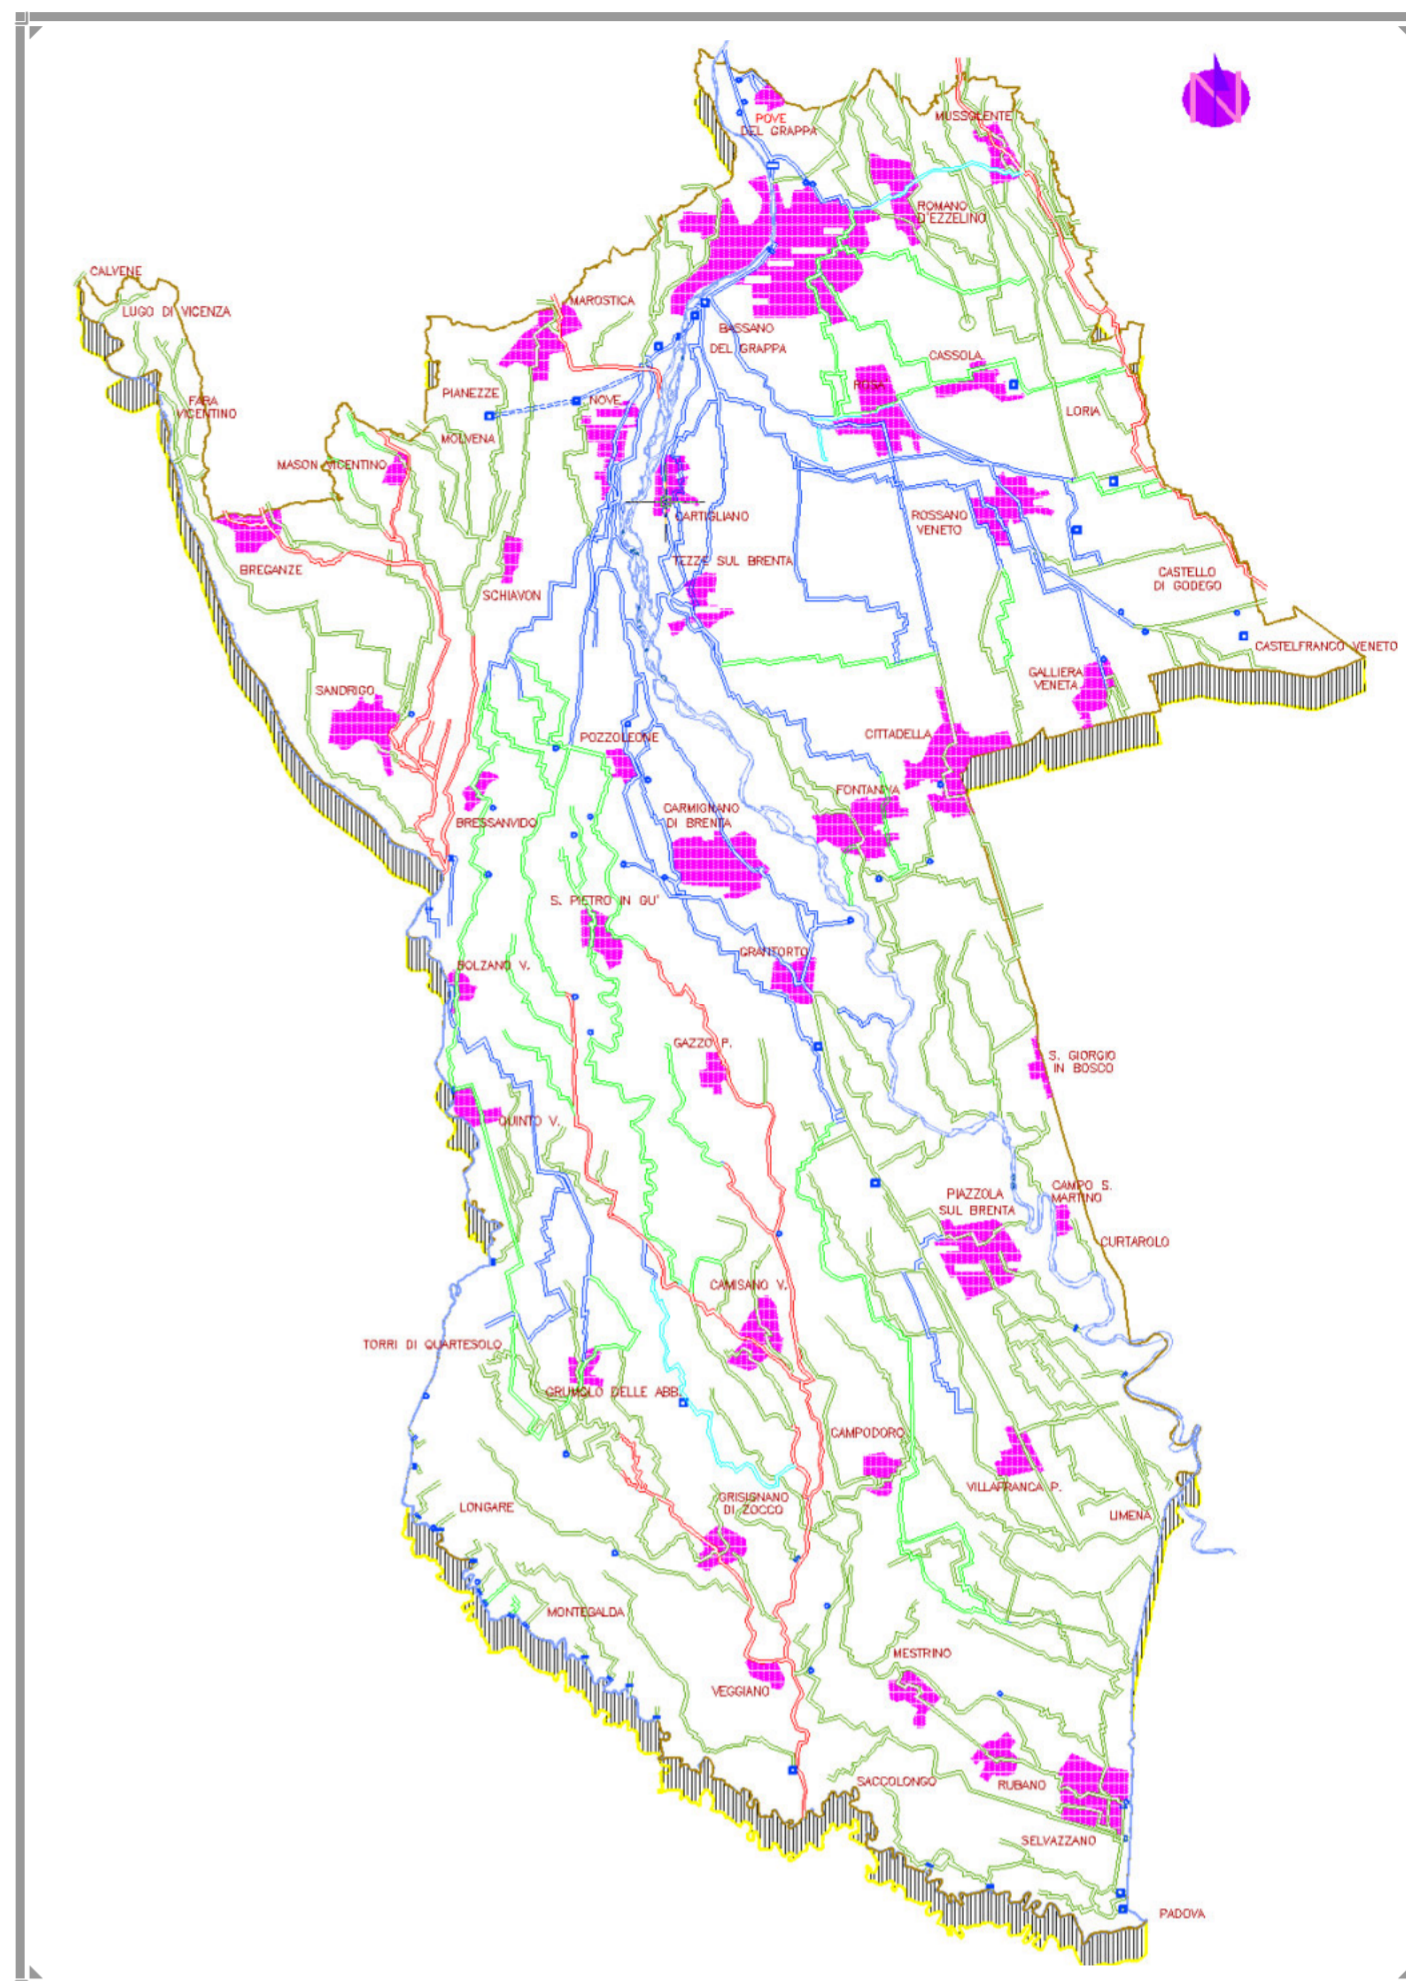 N
POVE
DEL GRAPPA
MUSSOLENTE
ROMANO
D'EZZELINO
CALVENE
LUGO DI VICENZA
MAROSTICA
BASSANO
DEL GRAPPA
CASSOLA
ROSA'
PIANEZZE
NOVE
FARA
VICENTINO
LORIA
MOLVENA
MASON VICENTINO
CARTIGLIANO
ROSSANO
VENETO
TEZZE SUL BRENTA
BREGANZE
CASTELLO
DI GODEGO
SCHIAVON
CASTELFRANCO VENETO
GALLIERA
VENETA
SANDRIGO
CITTADELLA
POZZOLEONE
FONTANIVA
CARMIGNANO
DI BRENTA
BRESSANVIDO
S. PIETRO IN GU'
GRANTORTO
BOLZANO V.
GAZZO P.
S. GIORGIO
IN BOSCO
QUINTO V.
CAMPO S.
MARTINO
PIAZZOLA
SUL BRENTA
CURTAROLO
CAMISANO V.
TORRI DI QUARTESOLO
GRUMOLO DELLE ABB.
CAMPODORO
VILLAFRANCA P.
GRISIGNANO
DI ZOCCO
LONGARE
LIMENA
MONTEGALDA
MESTRINO
VEGGIANO
SACCOLONGO
RUBANO
SELVAZZANO
PADOVA